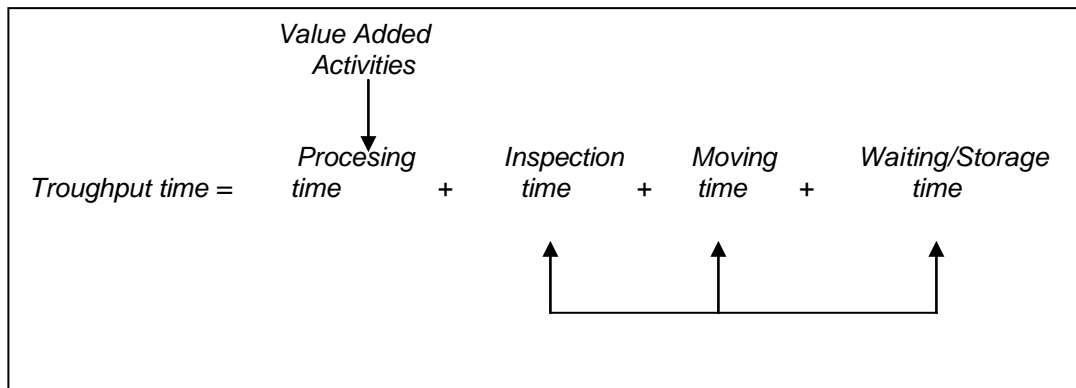 Value Added
Activities
Procesing Inspection Moving Waiting/Storage
Troughput time = time + time + time + time